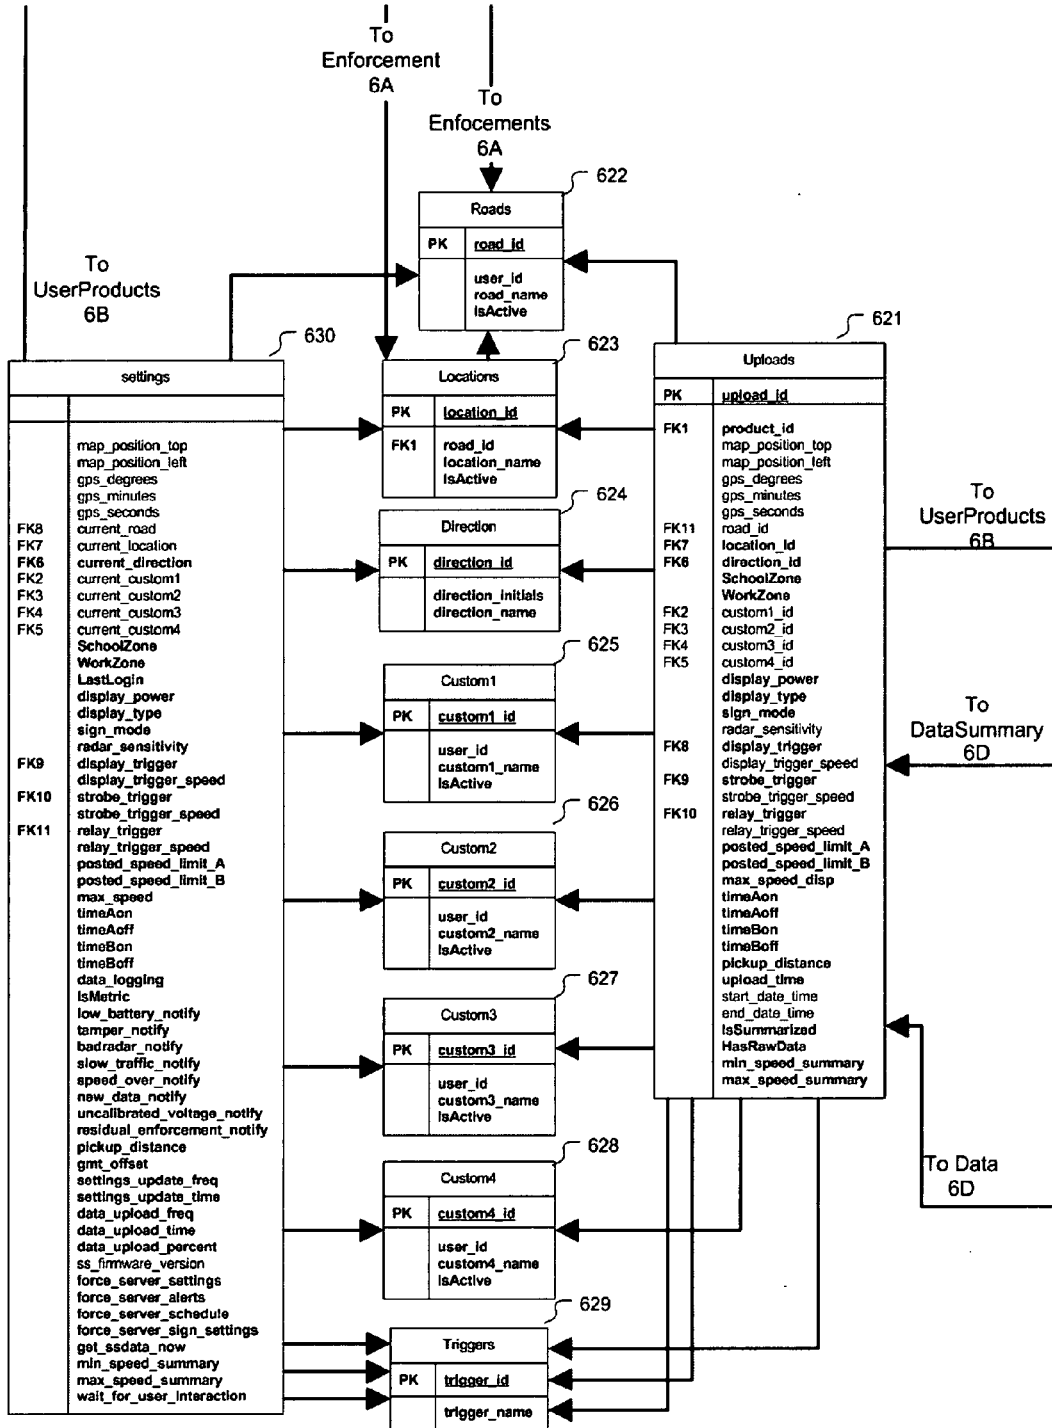 To
Enforcement
6A
To
Enfocements
6A
622
Roads
PK road_id
user_id
road_name
IsActive
To
UserProducts
6B
630
settings
map_position_top
map_position_left
gps_degrees
gps_minutes
gps_seconds
FK8 current_road
FK7 current_location
FK6 current_direction
FK2 current_custom1
FK3 current_custom2
FK4 current_custom3
FK5 current_custom4
SchoolZone
WorkZone
LastLogin
display_power
display_type
sign_mode
radar_sensitivity
FK9 display_trigger
display_trigger_speed
FK10 strobe_trigger
strobe_trigger_speed
FK11 relay_trigger
relay_trigger_speed
posted_speed_limit_A
posted_speed_limit_B
max_speed
timeAon
timeAoff
timeBon
timeBoff
data_logging
IsMetric
low_battery_notify
tamper_notify
badradar_notify
slow_traffic_notify
speed_over_notify
new_data_notify
uncalibrated_voltage_notify
residual_enforcement_notify
pickup_distance
gmt_offset
settings_update_freq
settings_update_time
data_upload_freq
data_upload_time
data_upload_percent
ss_firmware_version
force_server_settings
force_server_alerts
force_server_schedule
force_server_sign_settings
get_ssdata_now
min_speed_summary
max_speed_summary
wait_for_user_interaction
623
Locations
PK location_id
FK1 road_id
location_name
IsActive
624
Direction
PK direction_id
direction_initials
direction_name
625
Custom1
PK custom1_id
user_id
custom1_name
IsActive
626
Custom2
PK custom2_id
user_id
custom2_name
IsActive
627
Custom3
PK custom3_id
user_id
custom3_name
IsActive
628
Custom4
PK custom4_id
user_id
custom4_name
IsActive
629
Triggers
PK trigger_id
trigger_name
621
Uploads
PK upload_id
FK1 product_id
map_position_top
map_position_left
gps_degrees
gps_minutes
gps_seconds
FK11 road_id
FK7 location_id
FK6 direction_id
SchoolZone
WorkZone
FK2 custom1_id
FK3 custom2_id
FK4 custom3_id
FK5 custom4_id
display_power
display_type
sign_mode
radar_sensitivity
FK8 display_trigger
display_trigger_speed
FK9 strobe_trigger
strobe_trigger_speed
FK10 relay_trigger
relay_trigger_speed
posted_speed_limit_A
posted_speed_limit_B
max_speed_disp
timeAon
timeAoff
timeBon
timeBoff
pickup_distance
upload_time
start_date_time
end_date_time
IsSummarized
HasRawData
min_speed_summary
max_speed_summary
To
UserProducts
6B
To
DataSummary
6D
To Data
6D